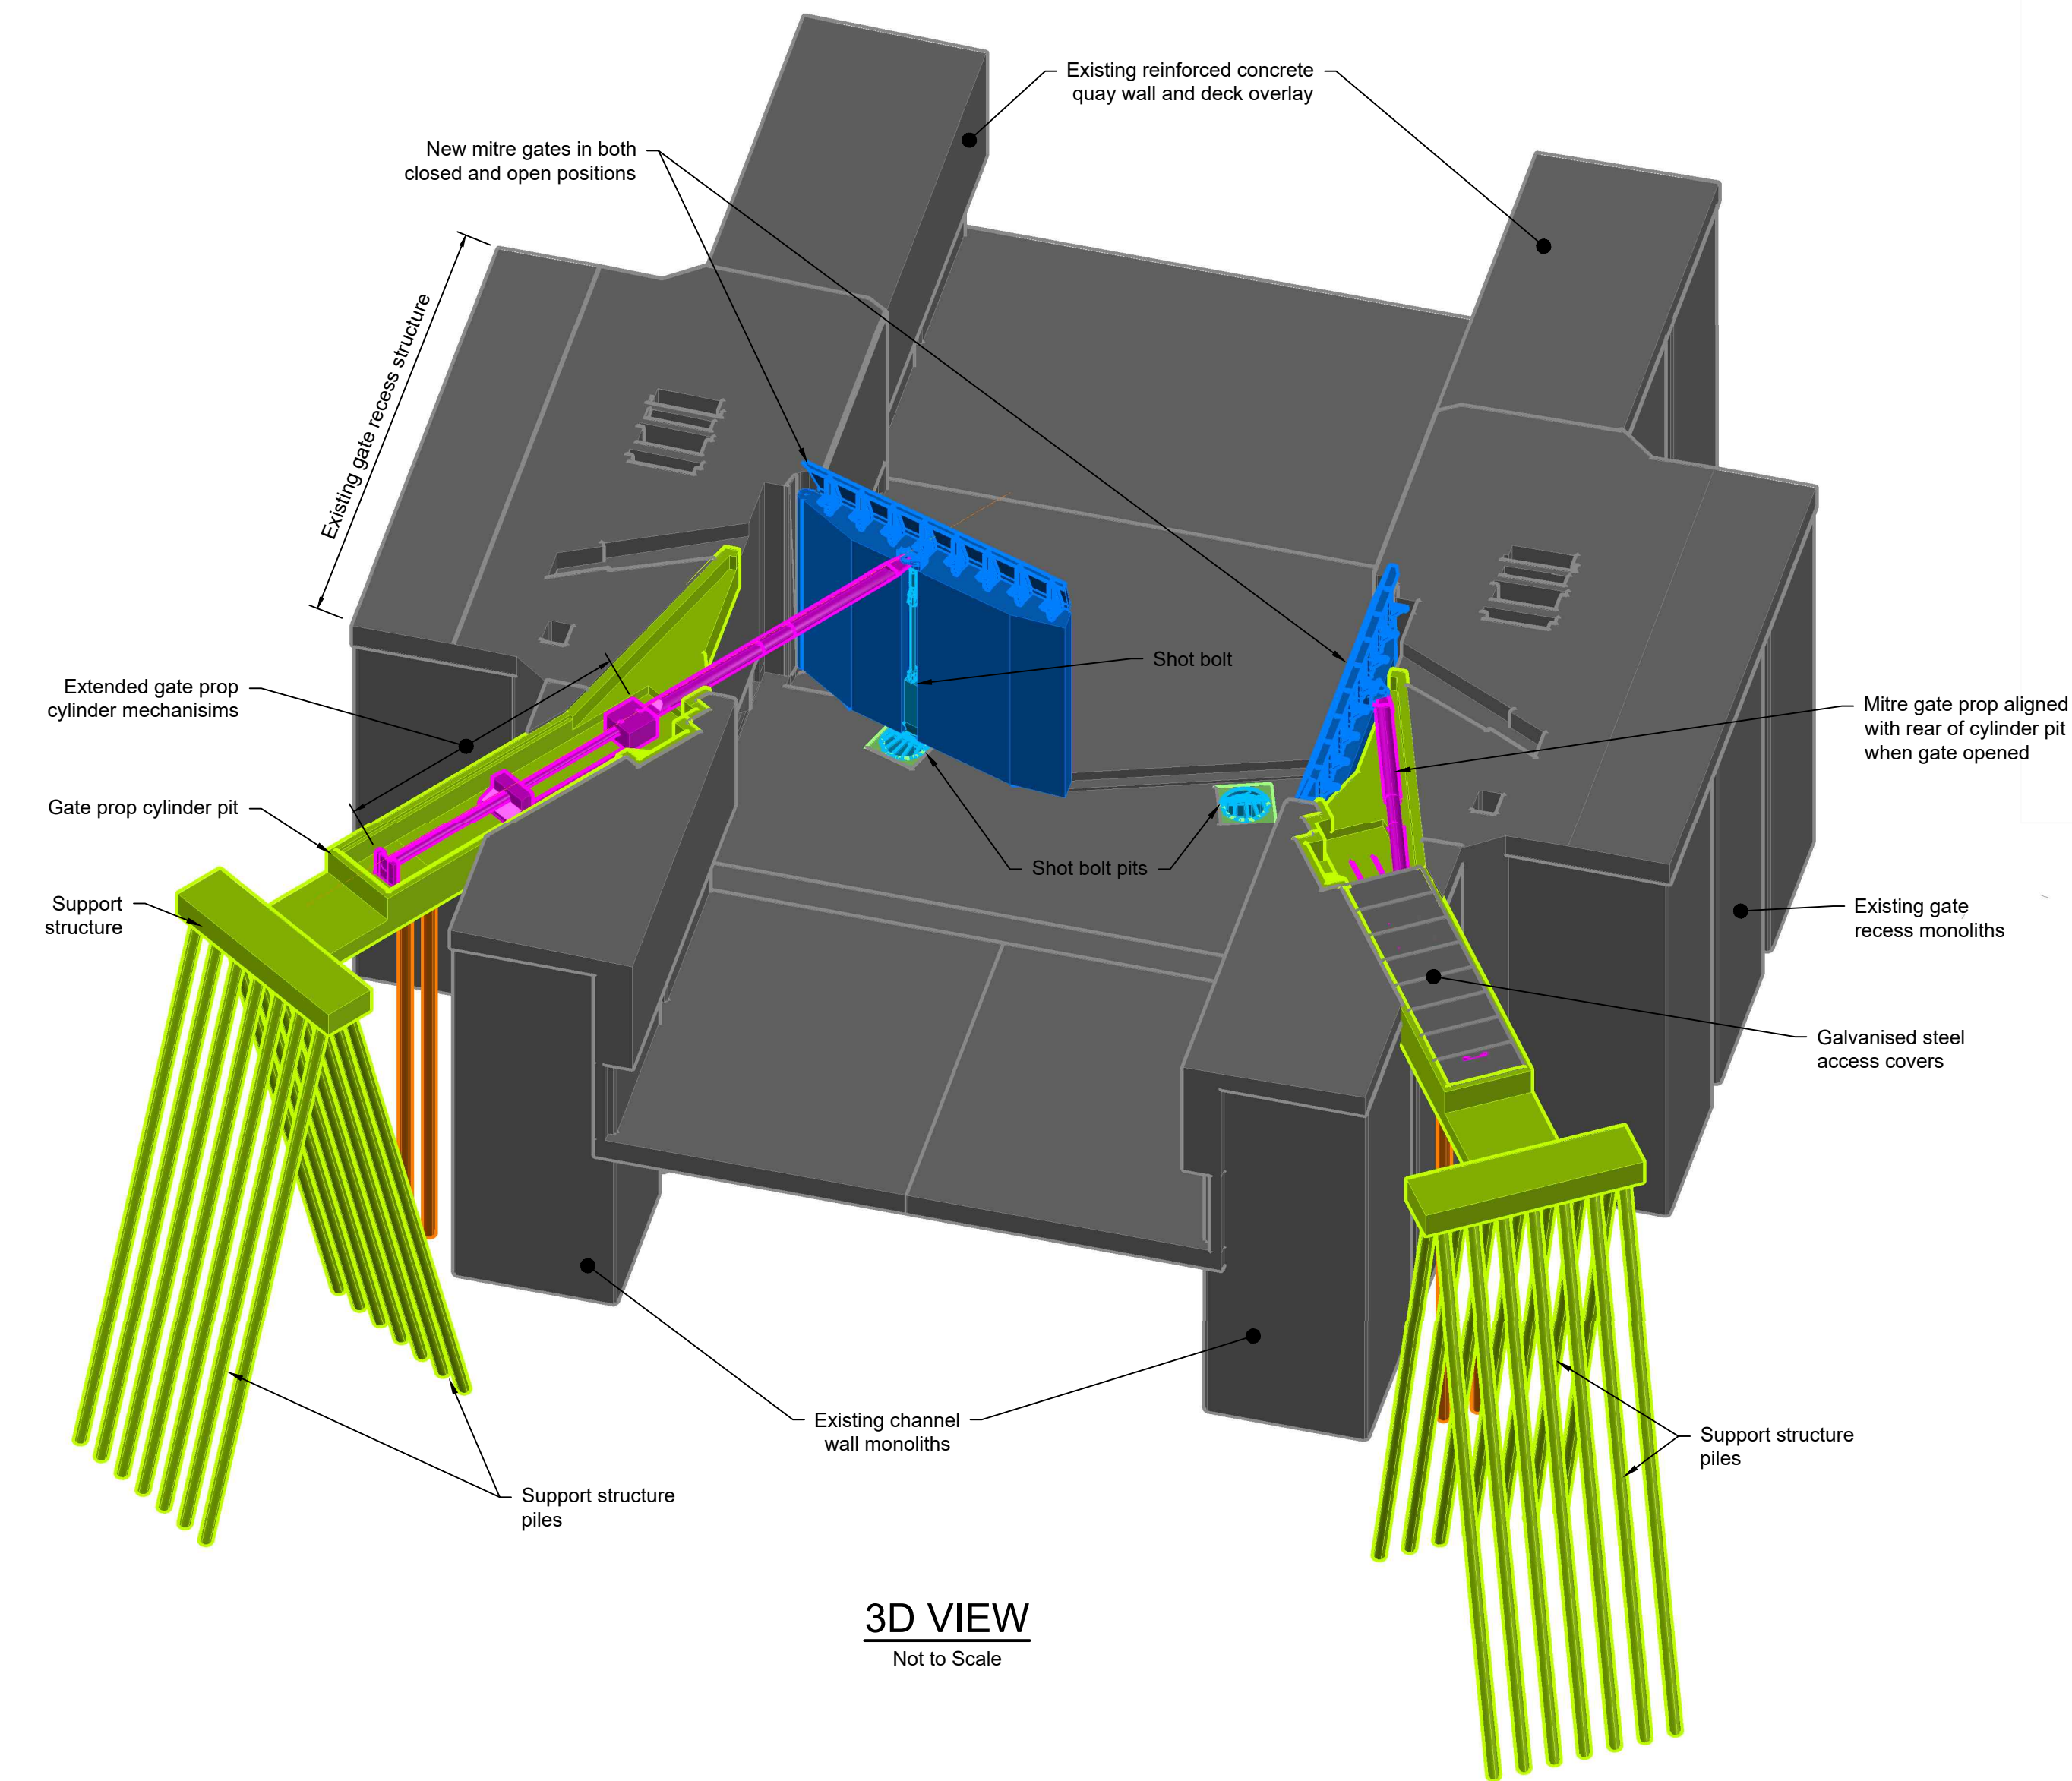 Existing reinforced concrete
quay wall and deck overlay
New mitre gates in both
closed and open positions
Existing gate recess structure
Shot bolt
Extended gate prop
cylinder mechanisims
Mitre gate prop aligned
with rear of cylinder pit
when gate opened
Gate prop cylinder pit
Shot bolt pits
Support
structure
Existing gate
recess monoliths
Galvanised steel
access covers
Existing channel
wall monoliths
Support structure
piles
Support structure
piles
3D VIEW
Not to Scale